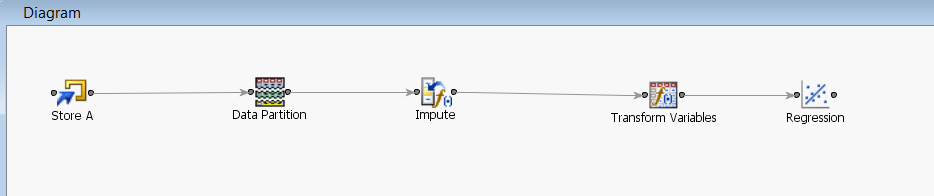 Diagram
Store A
Data Partition
Impute
Transform Variables
Regression